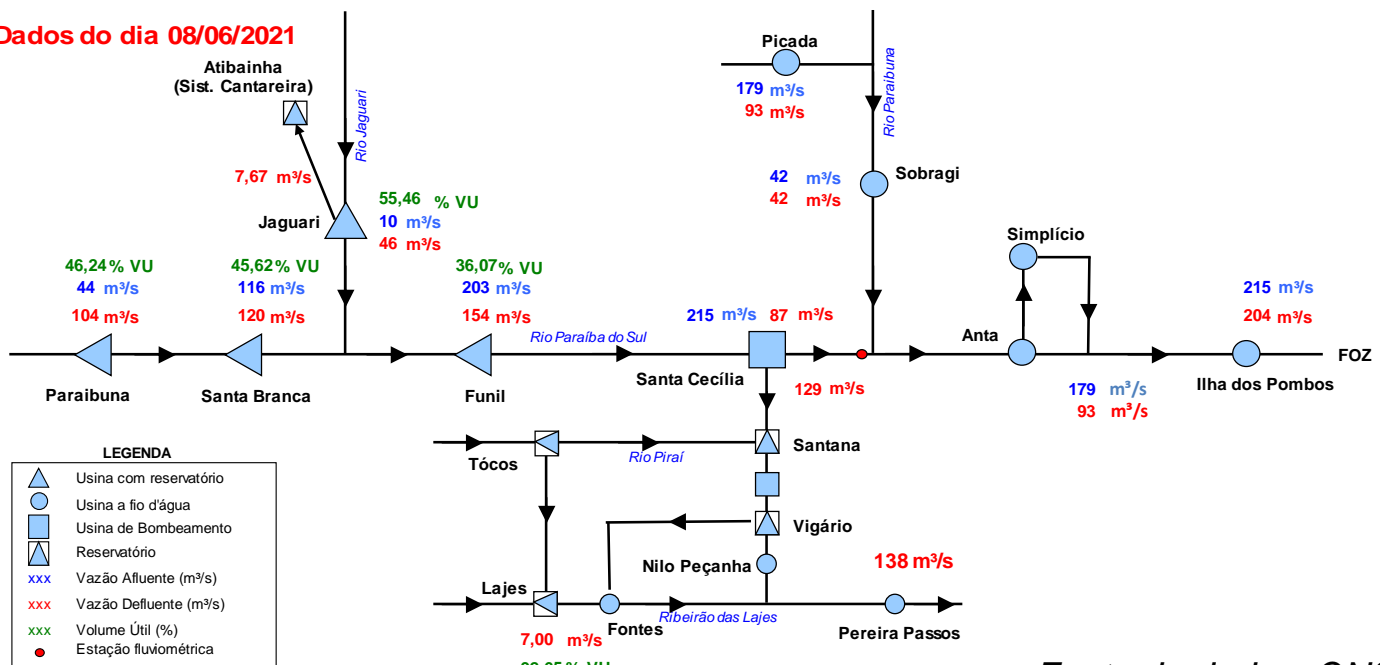 Dados do dia 08/06/2021
Atibainha
(Sist. Cantareira)
Rio Jaguari
7,67 m³/s
Jaguari
55,46 % VU
10 m³/s
46 m³/s
Picada
179 m³/s
93 m³/s
Rio Paraibuna
42 m³/s
42 m³/s
Sobragi
46,24% VU
44 m³/s
104 m³/s
Paraibuna
45,62% VU
116 m³/s
120 m³/s
Santa Branca
36,07% VU
203 m³/s
154 m³/s
Funil
Rio Paraíba do Sul
215 m³/s 87 m³/s
Santa Cecília
129 m³/s
Simplício
Anta
179 m³/s
93 m³/s
215 m³/s
204 m³/s
Ilha dos Pombos
FOZ
Tócos
Rio Piraí
Santana
Vigário
Nilo Peçanha
138 m³/s
Lajes
Fontes
Ribeirão das Lajes
Pereira Passos
7,00 m³/s
LEGENDA
Usina com reservatório
Usina a fio d'água
Usina de Bombeamento
Reservatório
xxx Vazão Afluente (m³/s)
xxx Vazão Defluente (m³/s)
xxx Volume Útil (%)
Estação fluviométrica